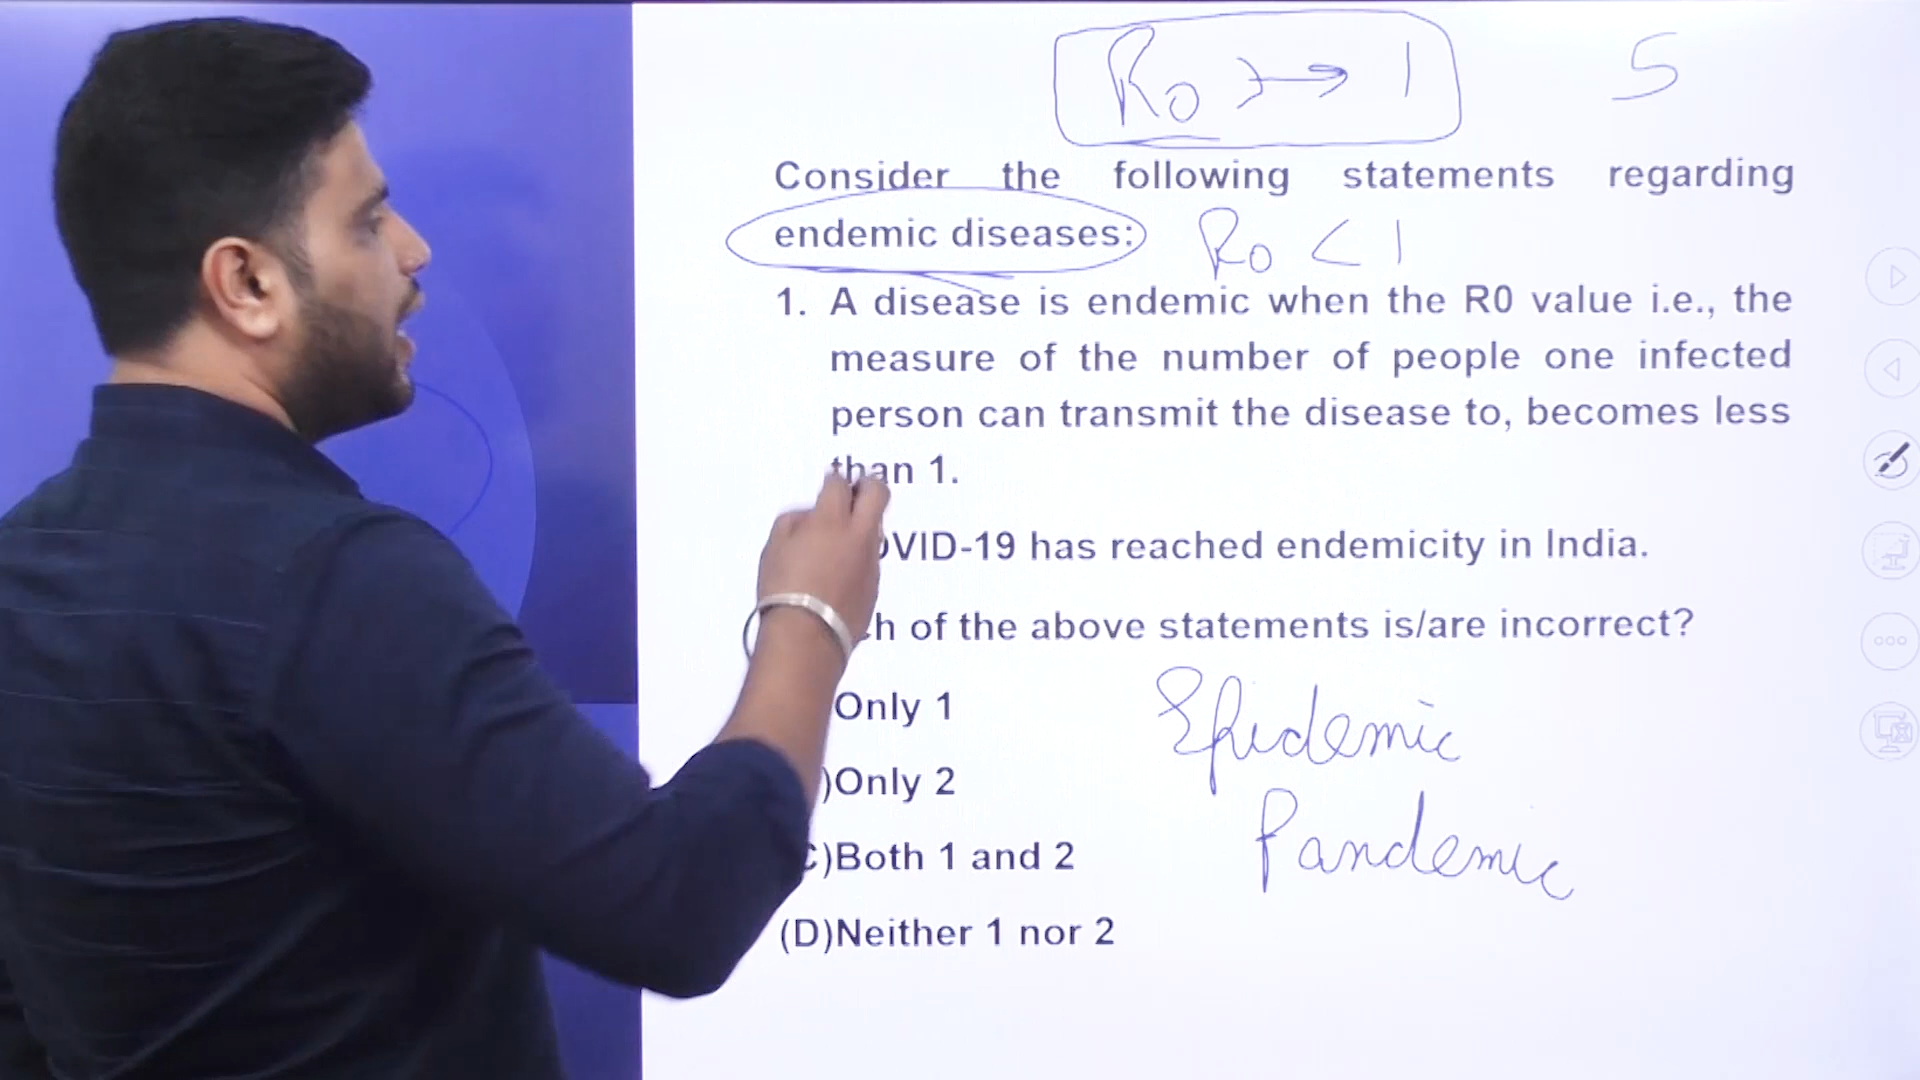 R0 > → 1 5
Consider the following statements regarding
endemic diseases: R0 < 1
1. A disease is endemic when the R0 value i.e., the
measure of the number of people one infected
person can transmit the disease to, becomes less
than 1.
OVID-19 has reached endemicity in India.
ch of the above statements is/are incorrect?
Only 1
)Only 2
C)Both 1 and 2
(D)Neither 1 nor 2
Epidemic
Pandemic